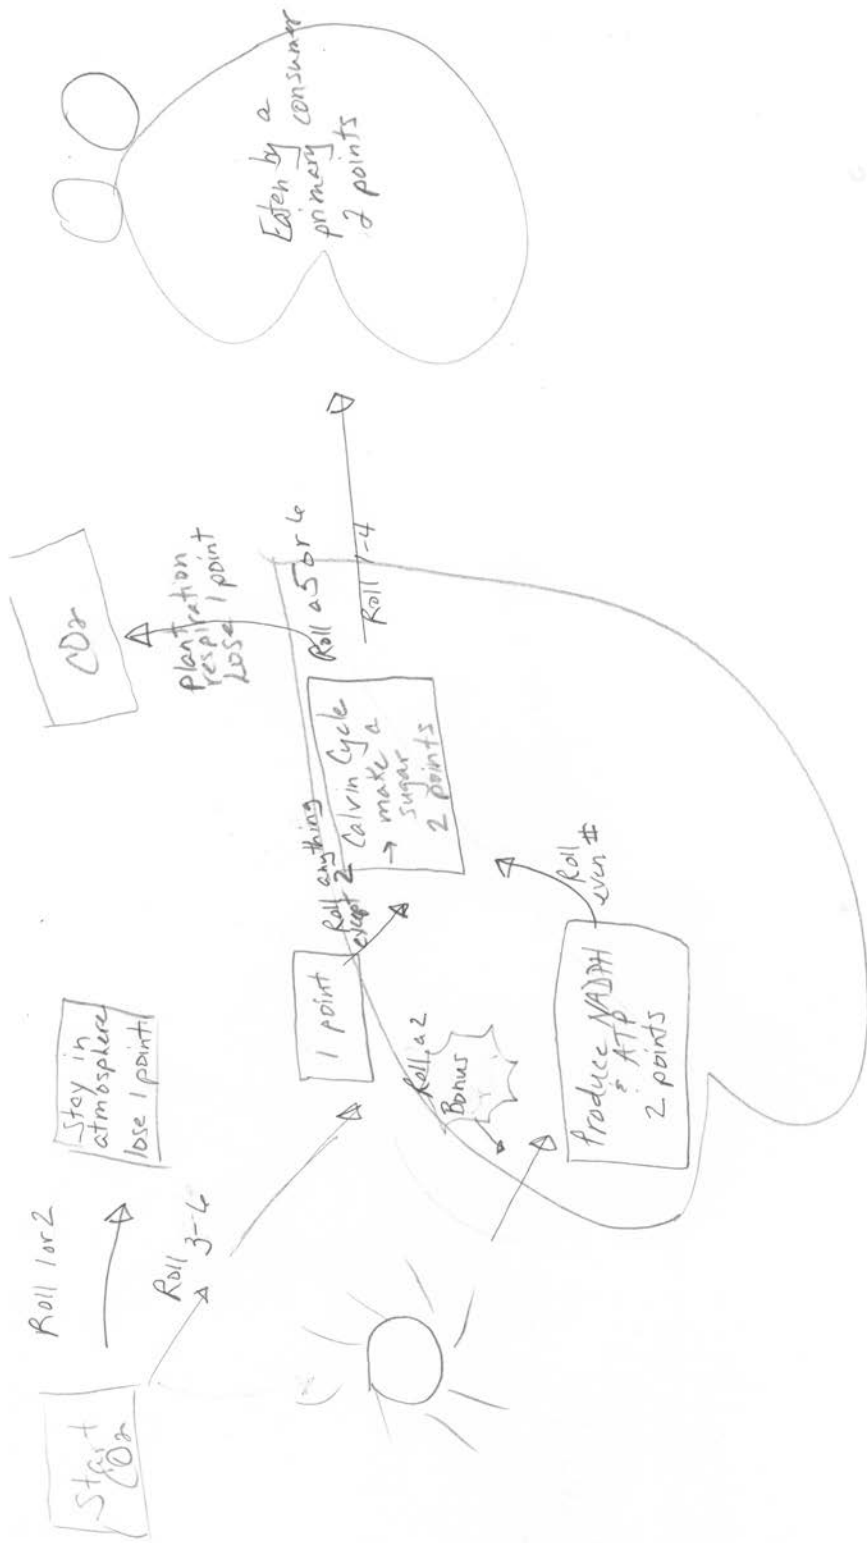 Start
CO2
Roll 1 or 2
Stay in
atmosphere
lose 1 point
Roll
3-6
1 point
Roll anything
except 2
Calvin Cycle
→ make a
sugar
2 points
Roll a 2
Bonus
Produce NADPH
& ATP
2 points
Roll
even #
Roll a 5 or 6
Plant
respiration
Lose 1 point
CO2
Roll 1-4
Eaten by a
primary consumer
2 points